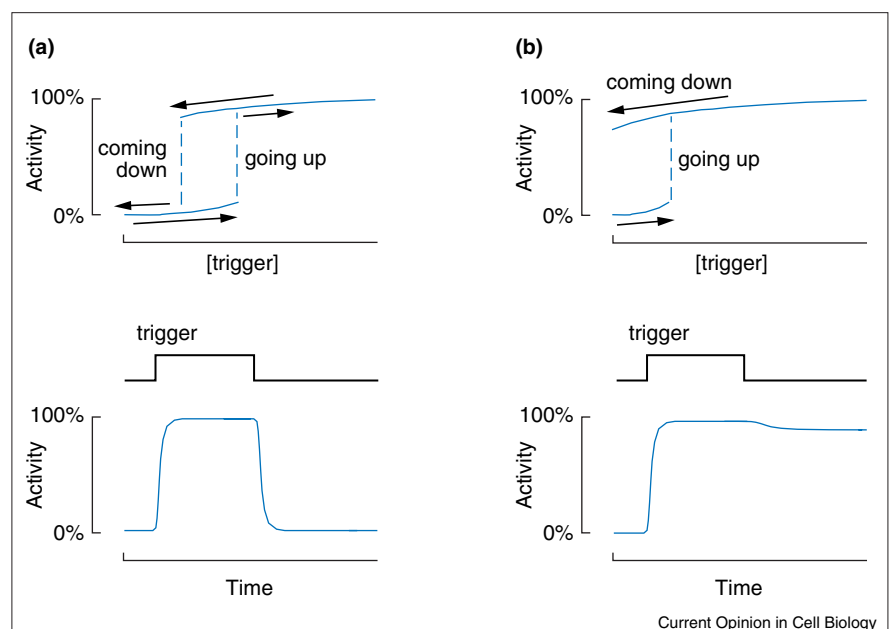 (a)
100%
coming down
going up
0%
Activity
[trigger]
trigger
100%
Activity
0%
Time
(b)
coming down
100%
going up
Activity
0%
[trigger]
trigger
100%
Activity
0%
Time
Current Opinion in Cell Biology